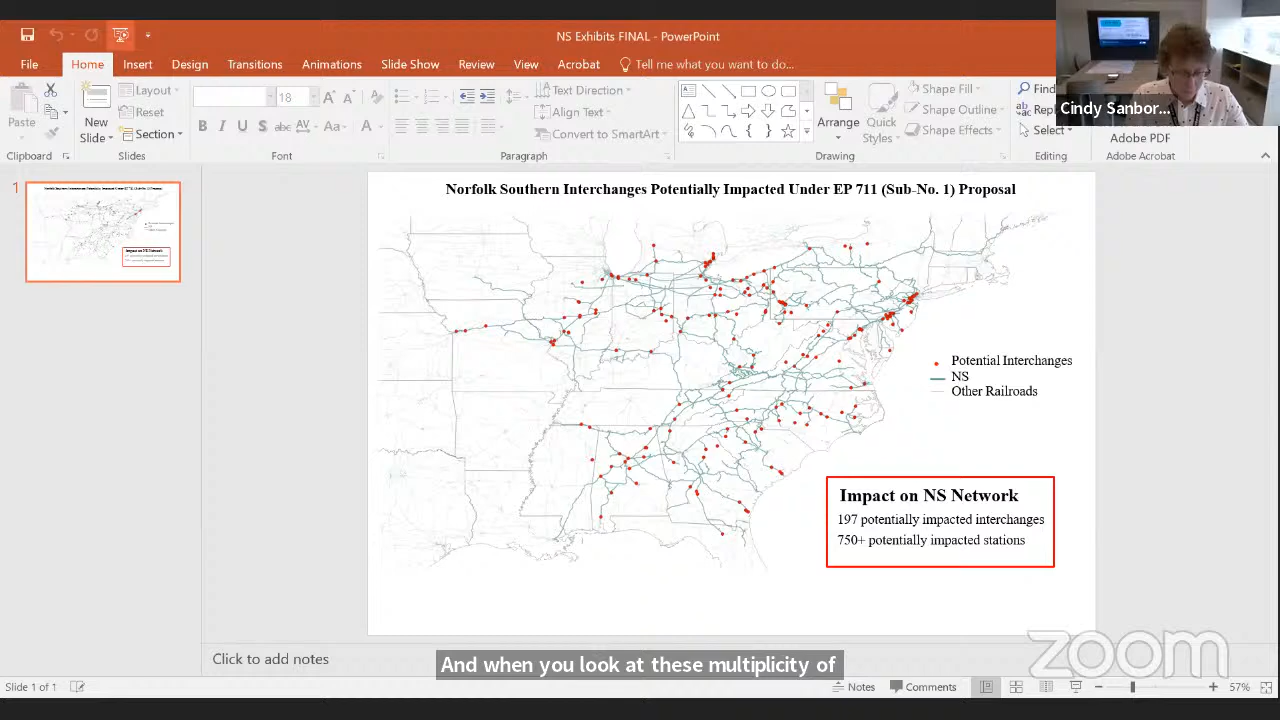 NS Exhibits FINAL - PowerPoint
File Home Insert Design Transitions Animations Slide Show Review View Acrobat Tell me what you want to do...
Paste
New
Slide
Layout
Reset
Section
18
B I U S abc AV Aa A
Text Direction
Align Text
Convert to SmartArt
Arrange
Quick
Styles
Shape Fill
Shape Outline
Shape Effects
Find
Select
Adobe PDF
Clipboard Slides Font Paragraph Drawing Editing Adobe Acrobat
Cindy Sanbor...
1
Norfolk Southern Interchanges Potentially Impacted Under EP 711 (Sub-No. 1) Proposal
Potential Interchanges
NS
Other Railroads
Impact on NS Network
197 potentially impacted interchanges
750+ potentially impacted stations
Click to add notes
And when you look at these multiplicity of
zoom
Slide 1 of 1
Notes Comments 57%